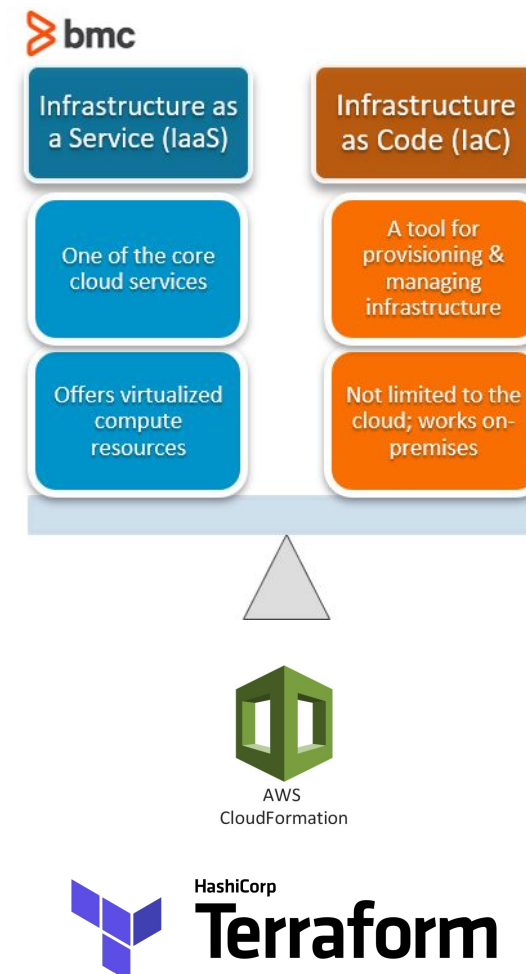 bmc
Infrastructure as
a Service (IaaS)
One of the core
cloud services
Offers virtualized
compute
resources
Infrastructure
as Code (IaC)
A tool for
provisioning &
managing
infrastructure
Not limited to the
cloud; works on-
premises
AWS
CloudFormation
HashiCorp
Terraform